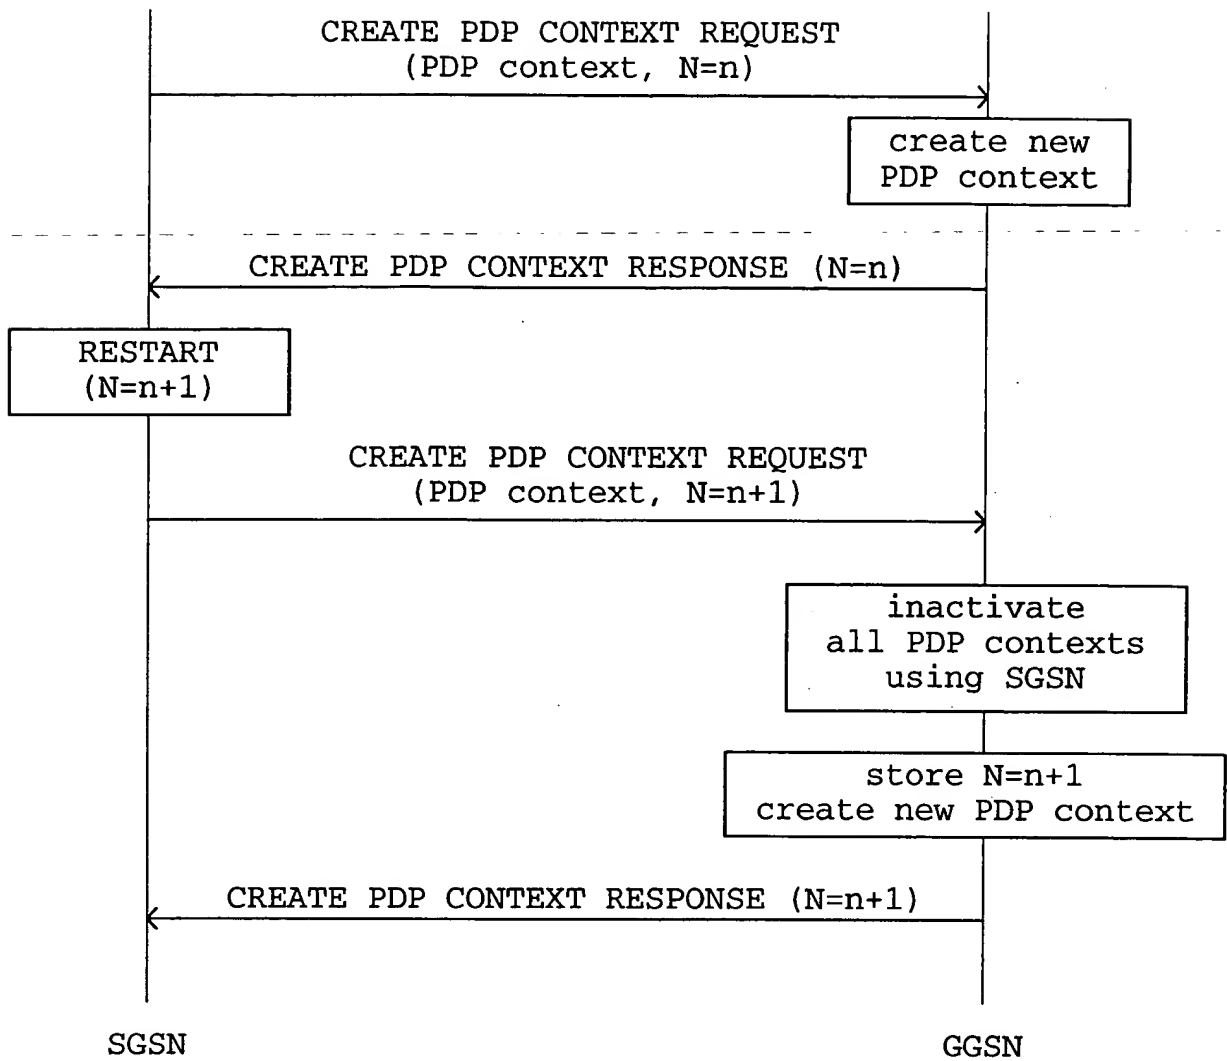 CREATE PDP CONTEXT REQUEST
(PDP context, N=n)
create new
PDP context
CREATE PDP CONTEXT RESPONSE (N=n)
RESTART
(N=n+1)
CREATE PDP CONTEXT REQUEST
(PDP context, N=n+1)
inactivate
all PDP contexts
using SGSN
store N=n+1
create new PDP context
CREATE PDP CONTEXT RESPONSE (N=n+1)
SGSN
GGSN